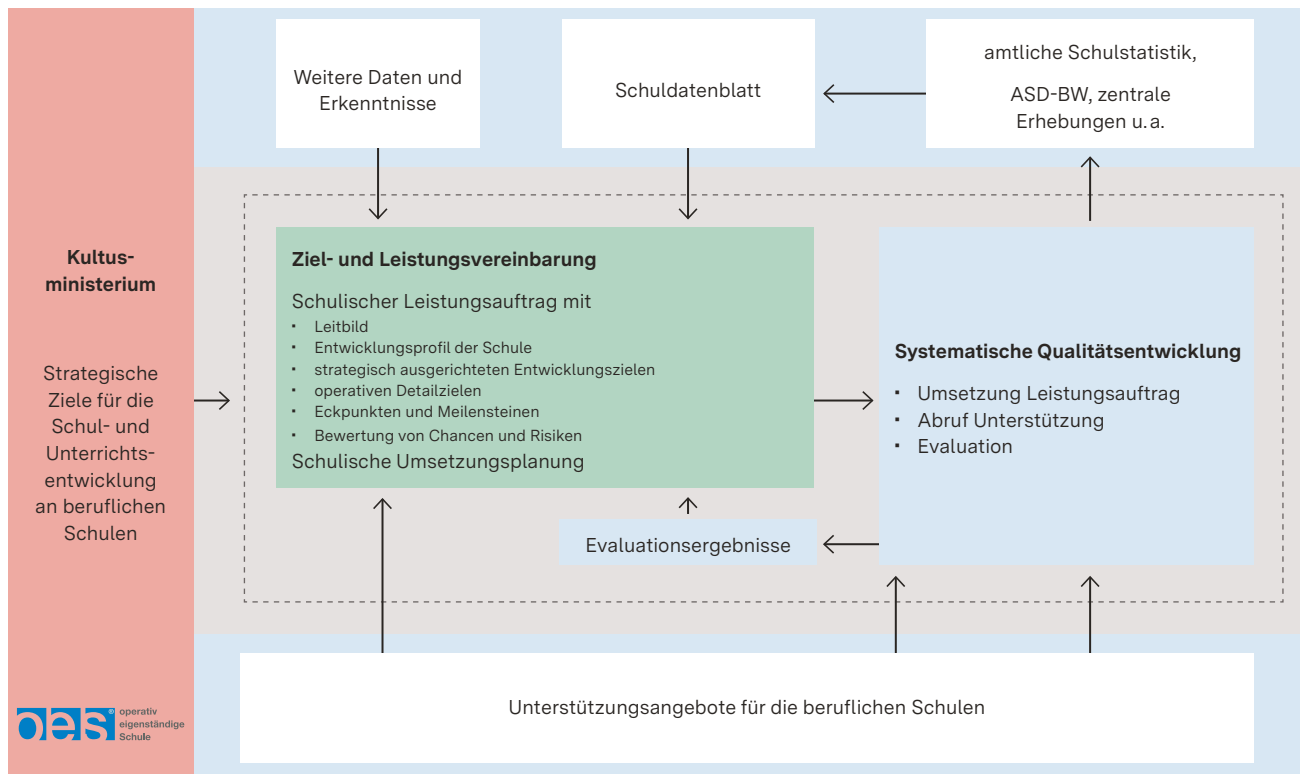 Weitere Daten und
Erkenntnisse
Schuldatenblatt
amtliche Schulstatistik,
ASD-BW, zentrale
Erhebungen u. a.
Kultus-
ministerium
Strategische
Ziele für die
Schul- und
Unterrichts-
entwicklung
an beruflichen
Schulen
Ziel- und Leistungsvereinbarung
Schulischer Leistungsauftrag mit
• Leitbild
• Entwicklungsprofil der Schule
• strategisch ausgerichteten Entwicklungszielen
• operativen Detailzielen
• Eckpunkten und Meilensteinen
• Bewertung von Chancen und Risiken
Schulische Umsetzungsplanung
Systematische Qualitätsentwicklung
• Umsetzung Leistungsauftrag
• Abruf Unterstützung
• Evaluation
Evaluationsergebnisse
Unterstützungsangebote für die beruflichen Schulen
oes®
operativ
eigenständige
Schule